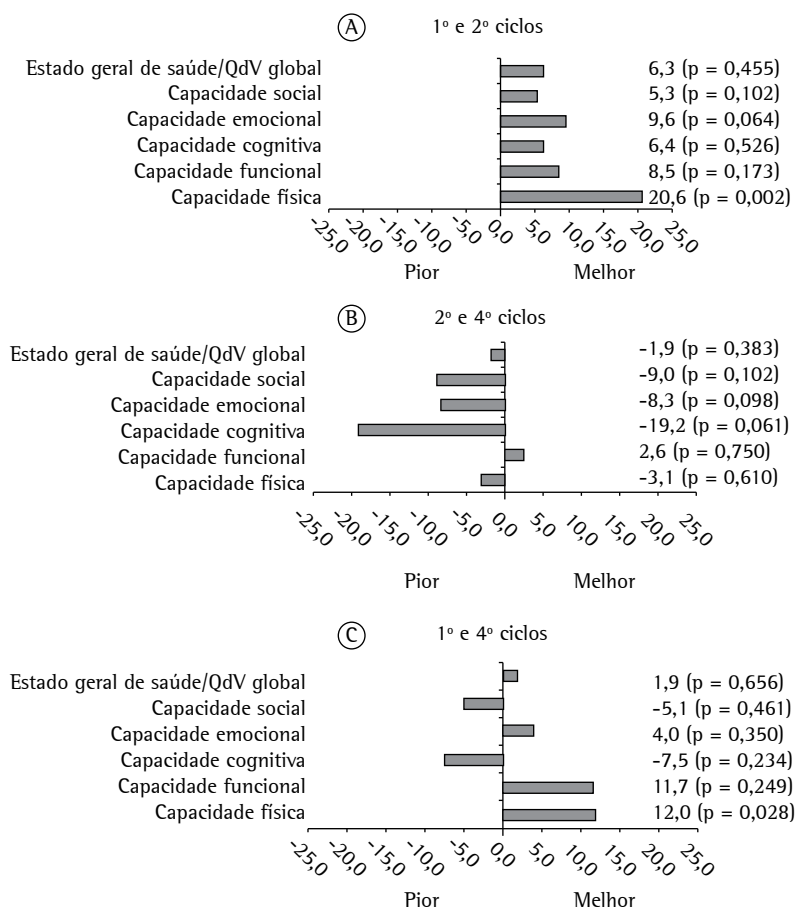 A 1º e 2º ciclos
Estado geral de saúde/QdV global 6,3 (p = 0,455)
Capacidade social 5,3 (p = 0,102)
Capacidade emocional 9,6 (p = 0,064)
Capacidade cognitiva 6,4 (p = 0,526)
Capacidade funcional 8,5 (p = 0,173)
Capacidade física 20,6 (p = 0,002)
-25,0 -20,0 -15,0 -10,0 -5,0 0,0 5,0 10,0 15,0 20,0 25,0
Pior Melhor
B 2º e 4º ciclos
Estado geral de saúde/QdV global -1,9 (p = 0,383)
Capacidade social -9,0 (p = 0,102)
Capacidade emocional -8,3 (p = 0,098)
Capacidade cognitiva -19,2 (p = 0,061)
Capacidade funcional 2,6 (p = 0,750)
Capacidade física -3,1 (p = 0,610)
-25,0 -20,0 -15,0 -10,0 -5,0 0,0 5,0 10,0 15,0 20,0 25,0
Pior Melhor
C 1º e 4º ciclos
Estado geral de saúde/QdV global 1,9 (p = 0,656)
Capacidade social -5,1 (p = 0,461)
Capacidade emocional 4,0 (p = 0,350)
Capacidade cognitiva -7,5 (p = 0,234)
Capacidade funcional 11,7 (p = 0,249)
Capacidade física 12,0 (p = 0,028)
-25,0 -20,0 -15,0 -10,0 -5,0 0,0 5,0 10,0 15,0 20,0 25,0
Pior Melhor